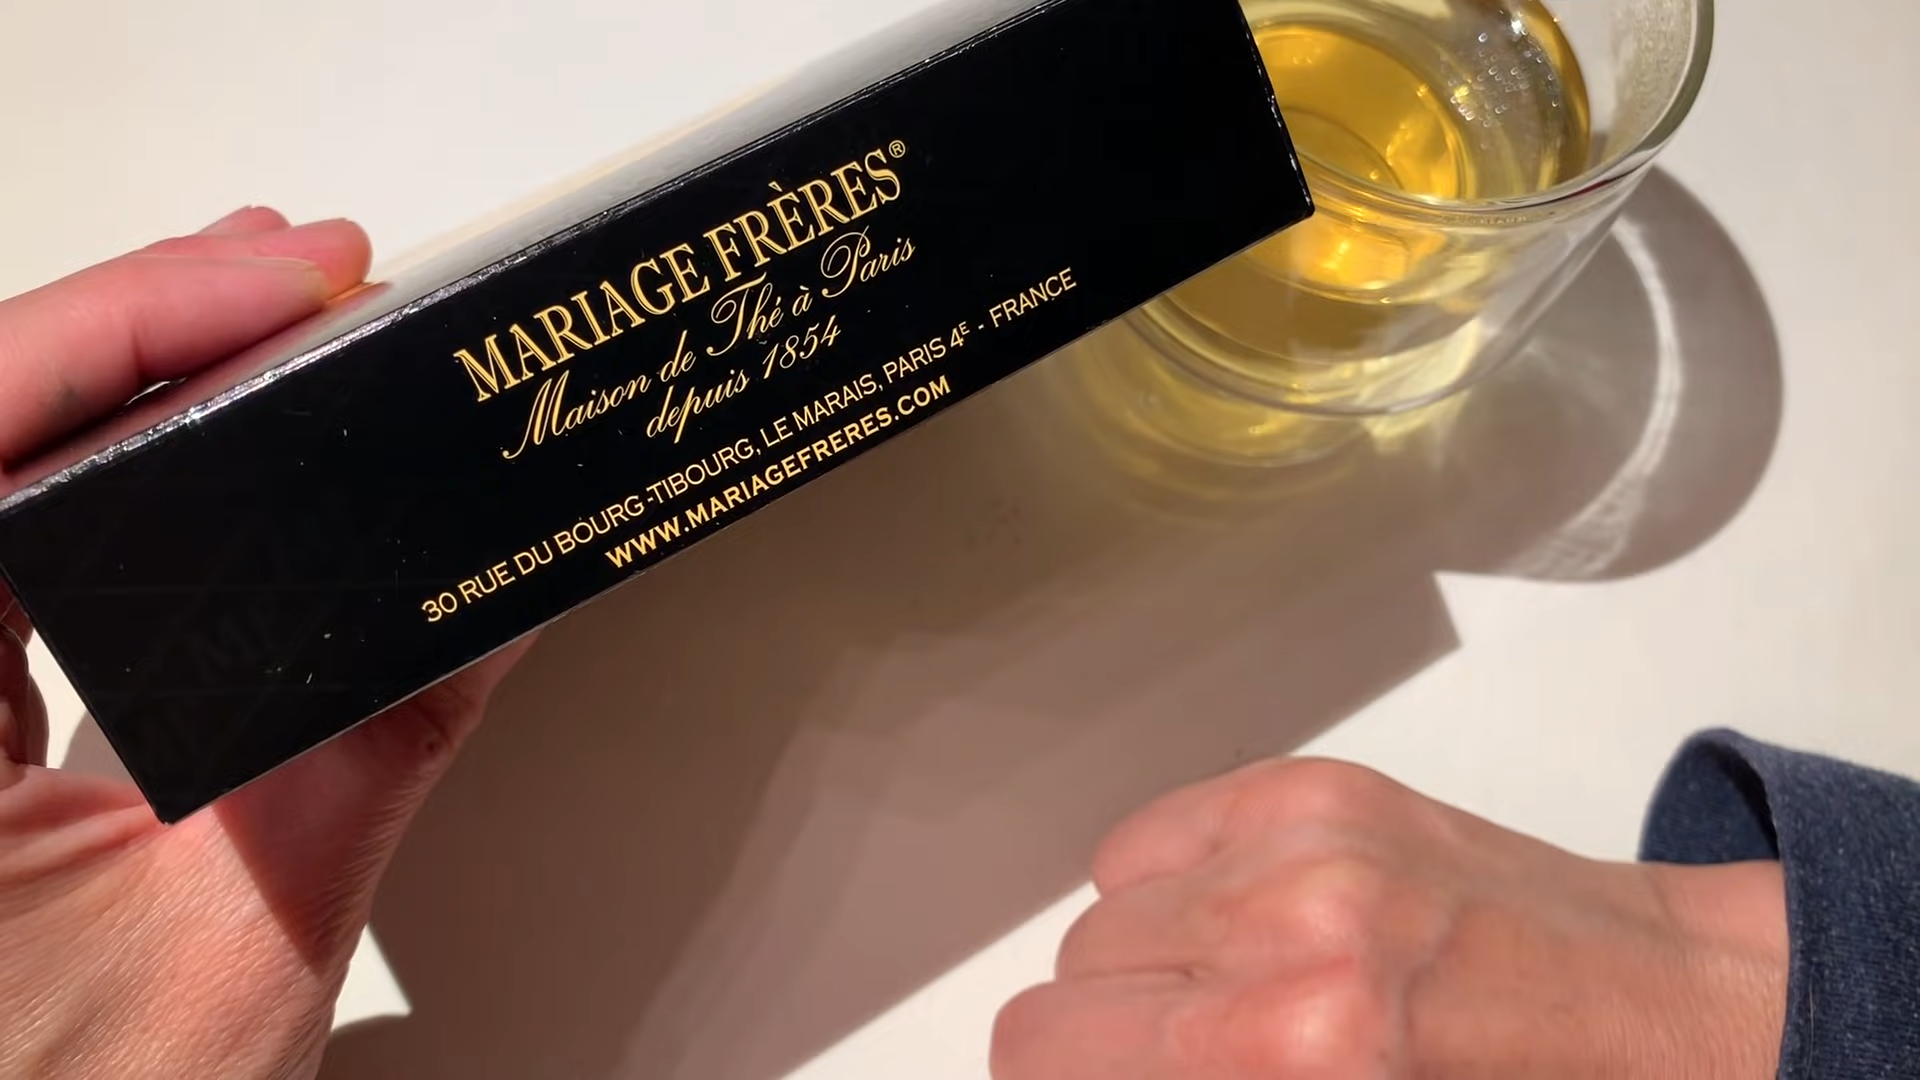 MARIAGE FRÈRES®
Maison de Thé à Paris
depuis 1854
30 RUE DU BOURG-TIBOURG, LE MARAIS, PARIS 4E - FRANCE
WWW.MARIAGEFRERES.COM